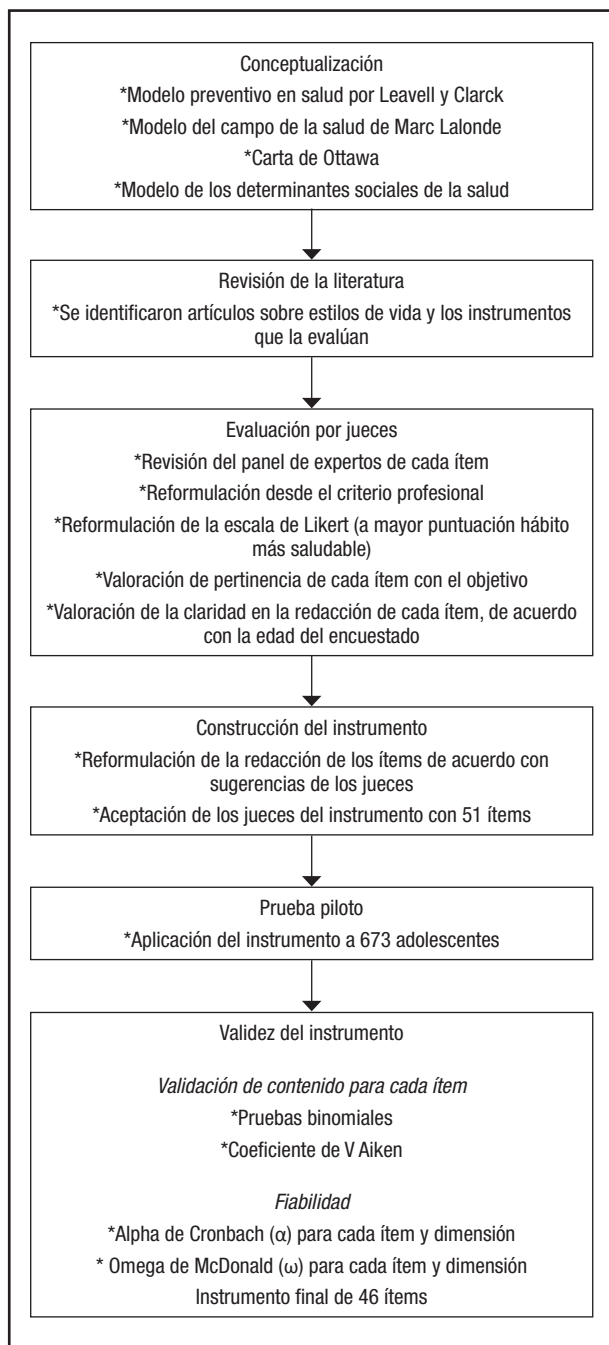 Conceptualización
*Modelo preventivo en salud por Leavell y Clarck
*Modelo del campo de la salud de Marc Lalonde
*Carta de Ottawa
*Modelo de los determinantes sociales de la salud
Revisión de la literatura
*Se identificaron artículos sobre estilos de vida y los instrumentos
que la evalúan
Evaluación por jueces
*Revisión del panel de expertos de cada ítem
*Reformulación desde el criterio profesional
*Reformulación de la escala de Likert (a mayor puntuación hábito
más saludable)
*Valoración de pertinencia de cada ítem con el objetivo
*Valoración de la claridad en la redacción de cada ítem, de acuerdo
con la edad del encuestado
Construcción del instrumento
*Reformulación de la redacción de los ítems de acuerdo con
sugerencias de los jueces
*Aceptación de los jueces del instrumento con 51 ítems
Prueba piloto
*Aplicación del instrumento a 673 adolescentes
Validez del instrumento
Validación de contenido para cada ítem
*Pruebas binomiales
*Coeficiente de V Aiken
Fiabilidad
*Alpha de Cronbach (α) para cada ítem y dimensión
* Omega de McDonald (ω) para cada ítem y dimensión
Instrumento final de 46 ítems